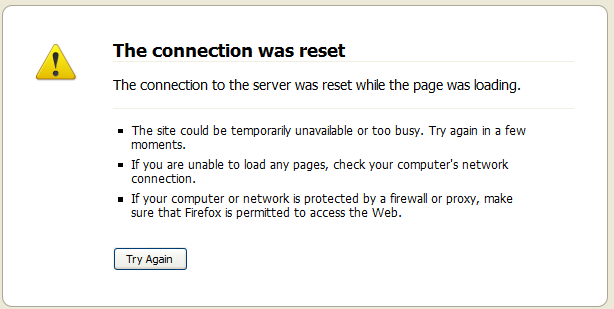 The connection was reset
The connection to the server was reset while the page was loading.
The site could be temporarily unavailable or too busy. Try again in a few
moments.
If you are unable to load any pages, check your computer's network
connection.
If your computer or network is protected by a firewall or proxy, make
sure that Firefox is permitted to access the Web.
Try Again